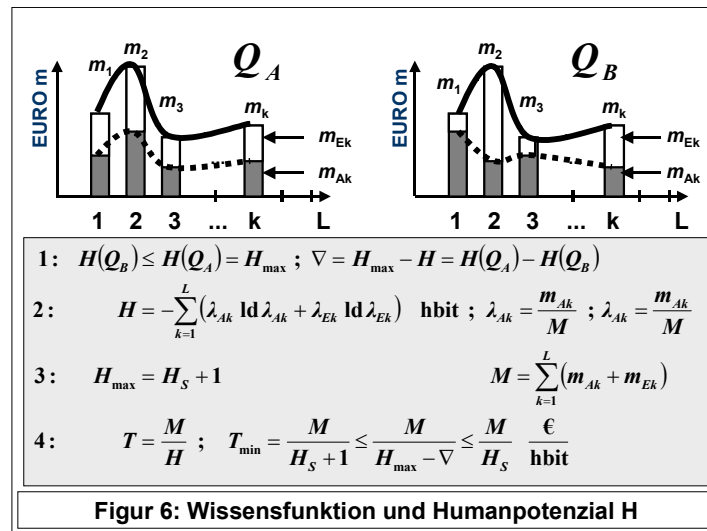 Q_A
EURO m
m_1
m_2
m_3
m_k
m_Ek
m_Ak
1 2 3 ... k L
Q_B
EURO m
m_1
m_2
m_3
m_k
m_Ek
m_Ak
1 2 3 ... k L
1: H(Q_B) ≤ H(Q_A) = H_max ; ∇ = H_max − H = H(Q_A) − H(Q_B)
2: H = −∑_{k=1}^{L} (λ_Ak ld λ_Ak + λ_Ek ld λ_Ek) hbit ; λ_Ak = m_Ak / M ; λ_Ak = m_Ak / M
3: H_max = H_S + 1 M = ∑_{k=1}^{L} (m_Ak + m_Ek)
4: T = M / H ; T_min = M / (H_S + 1) ≤ M / (H_max − ∇) ≤ M / H_S € / hbit
Figur 6: Wissensfunktion und Humanpotenzial H